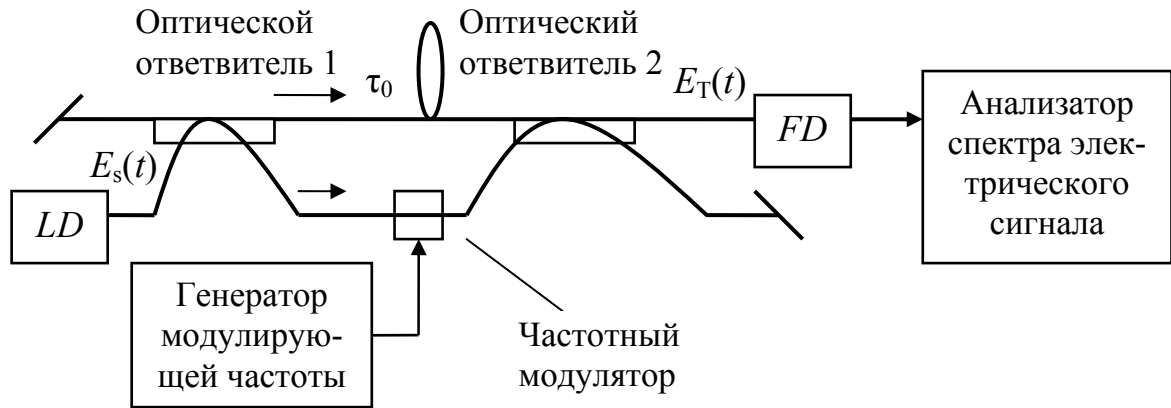 Оптической
ответвитель 1
Оптический
ответвитель 2
τ0
ET(t)
Es(t)
LD
FD
Анализатор
спектра элек-
трического
сигнала
Генератор
модулирую-
щей частоты
Частотный
модулятор